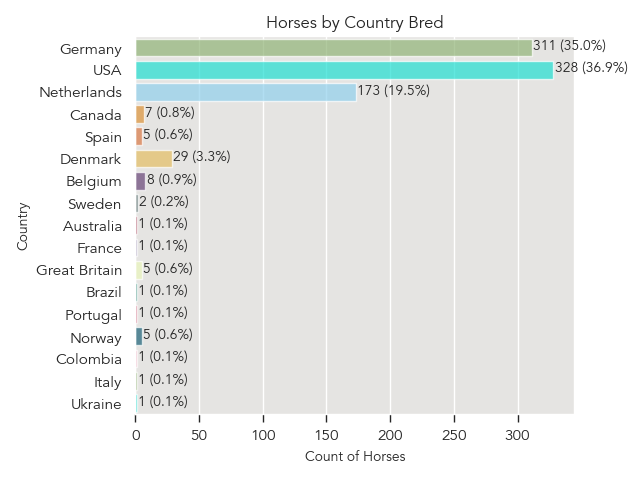 Horses by Country Bred
Germany 311 (35.0%)
USA 328 (36.9%)
Netherlands 173 (19.5%)
Canada 7 (0.8%)
Spain 5 (0.6%)
Denmark 29 (3.3%)
Belgium 8 (0.9%)
Sweden 2 (0.2%)
Australia 1 (0.1%)
France 1 (0.1%)
Great Britain 5 (0.6%)
Brazil 1 (0.1%)
Portugal 1 (0.1%)
Norway 5 (0.6%)
Colombia 1 (0.1%)
Italy 1 (0.1%)
Ukraine 1 (0.1%)
Country
0 50 100 150 200 250 300
Count of Horses